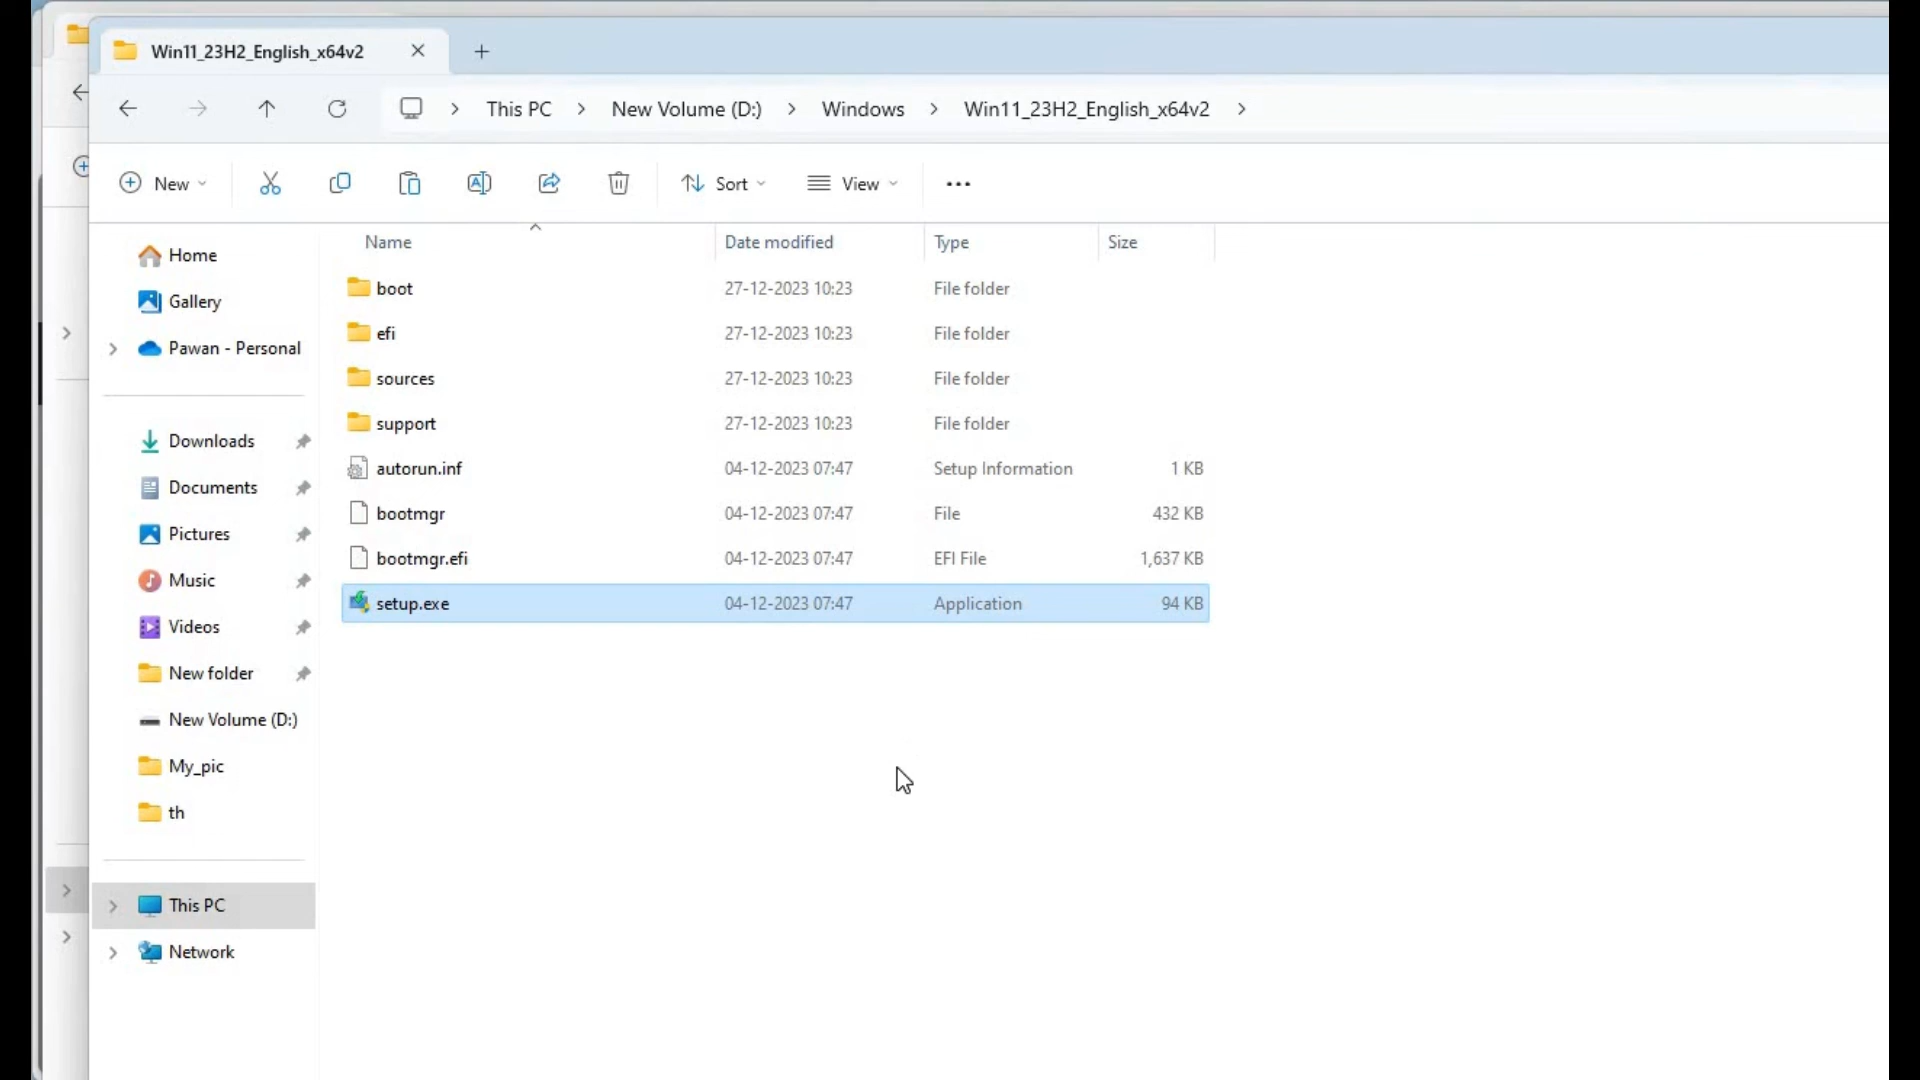 Win11_23H2_English_x64v2
This PC > New Volume (D:) > Windows > Win11_23H2_English_x64v2 >
New Sort View
Name Date modified Type Size
Home
Gallery
Pawan - Personal
Downloads
Documents
Pictures
Music
Videos
New folder
New Volume (D:)
My_pic
th
This PC
Network
boot 27-12-2023 10:23 File folder
efi 27-12-2023 10:23 File folder
sources 27-12-2023 10:23 File folder
support 27-12-2023 10:23 File folder
autorun.inf 04-12-2023 07:47 Setup Information 1 KB
bootmgr 04-12-2023 07:47 File 432 KB
bootmgr.efi 04-12-2023 07:47 EFI File 1,637 KB
setup.exe 04-12-2023 07:47 Application 94 KB